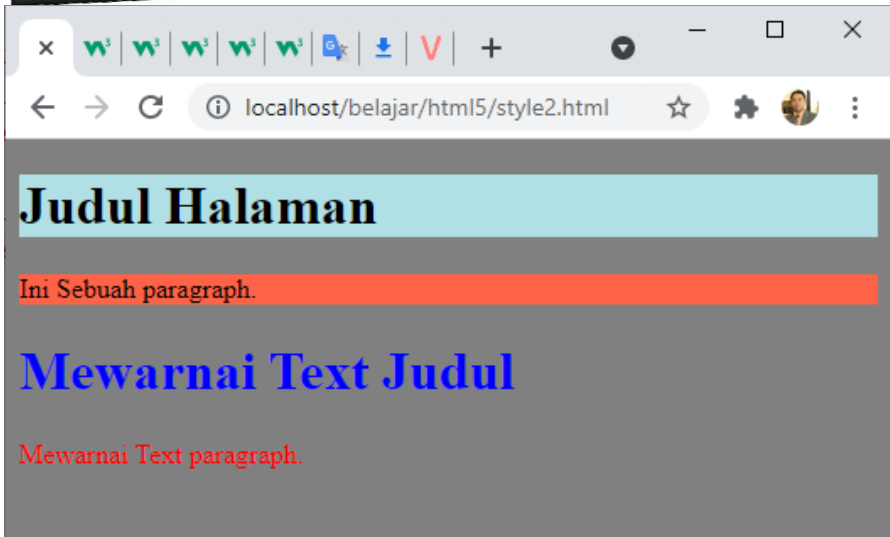 localhost/belajar/html5/style2.html
Judul Halaman
Ini Sebuah paragraph.
Mewarnai Text Judul
Mewarnai Text paragraph.